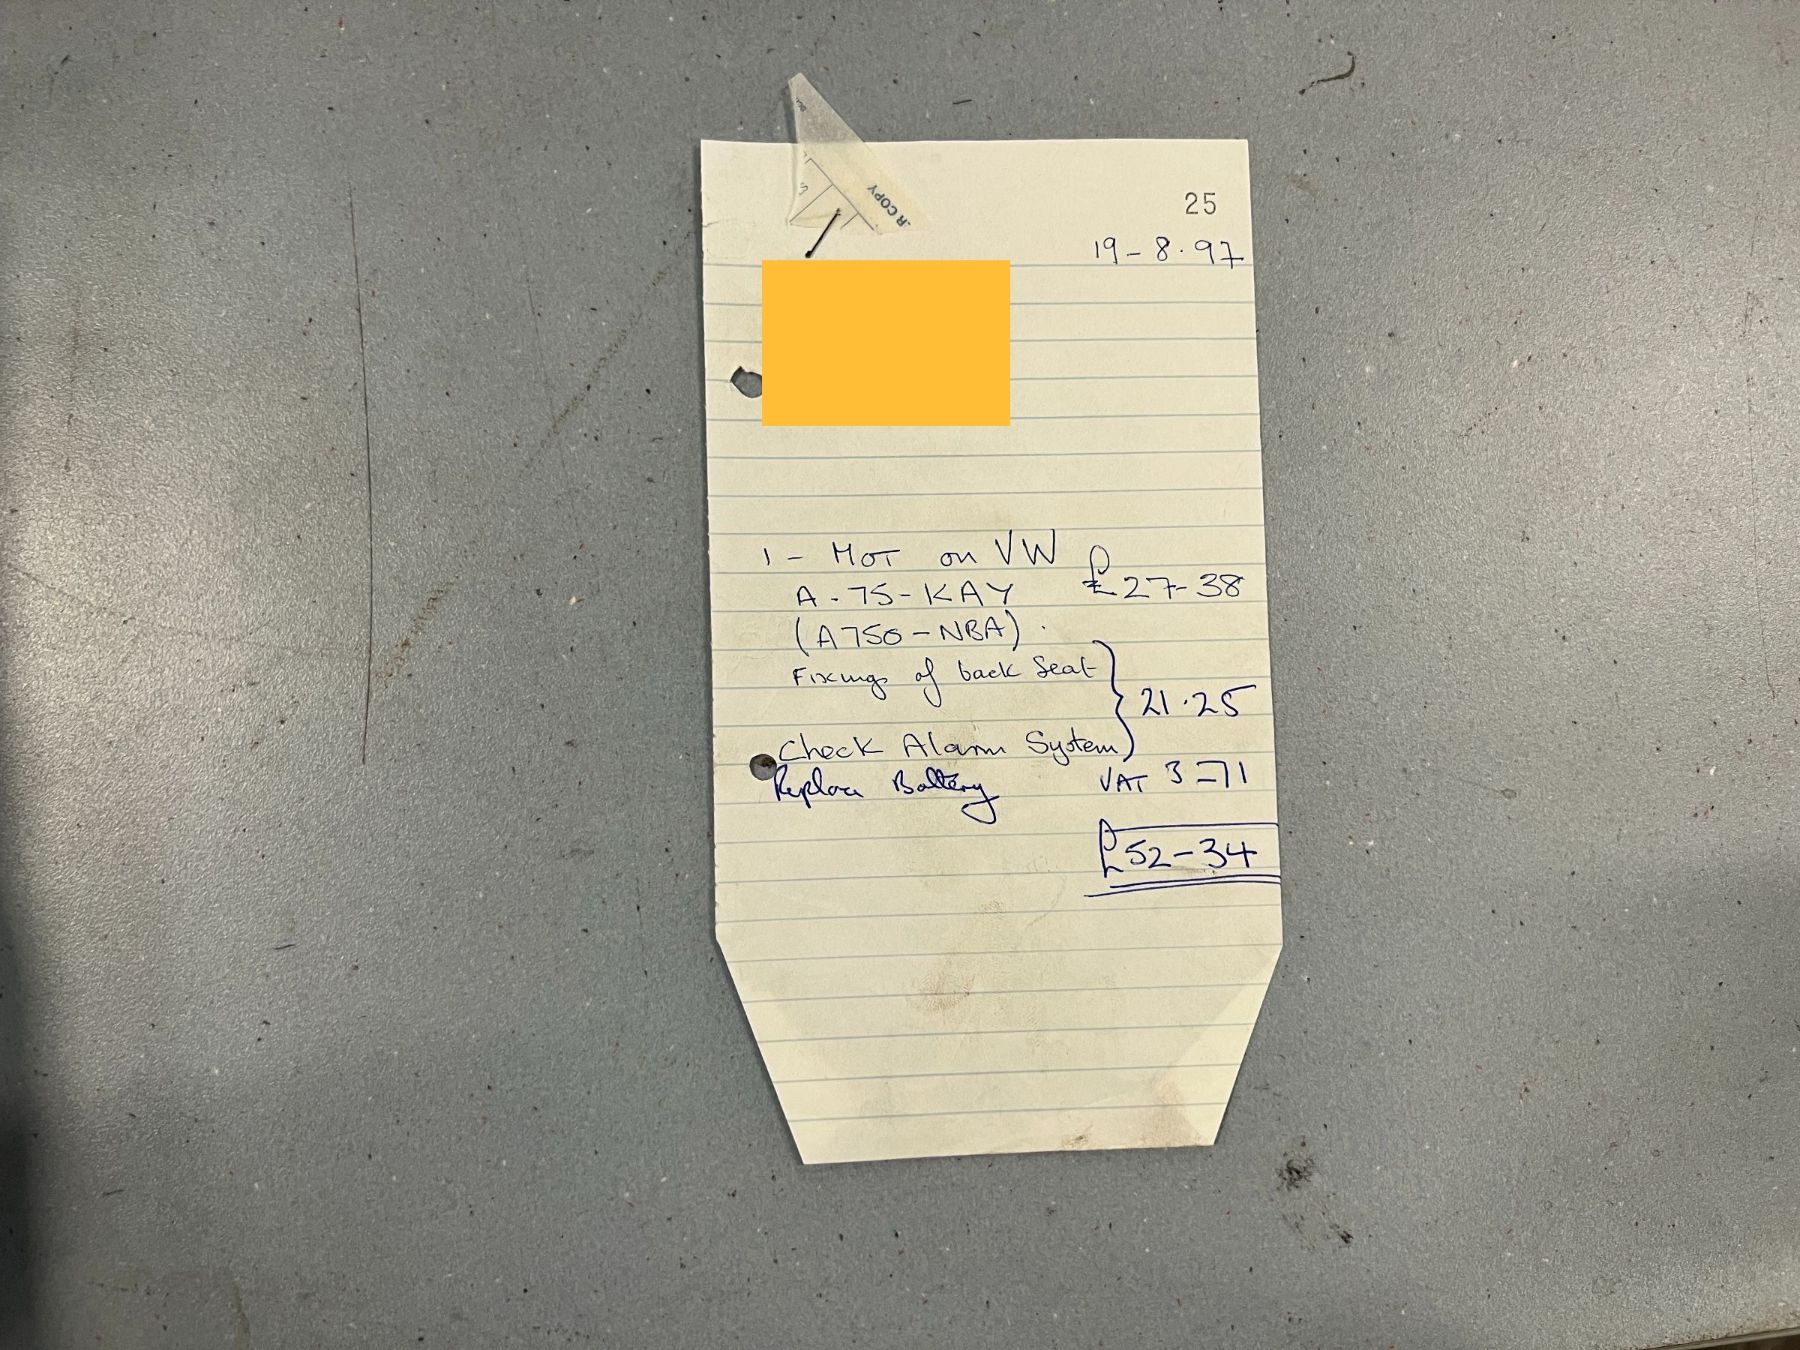 .R COPY
25
19-8.97
1 - MOT on VW
A-75-KAY £27-38
(A750-NBA).
Fixings of back Seat
21.25
Check Alarm System
Replace Battery VAT 3=71
£52-34